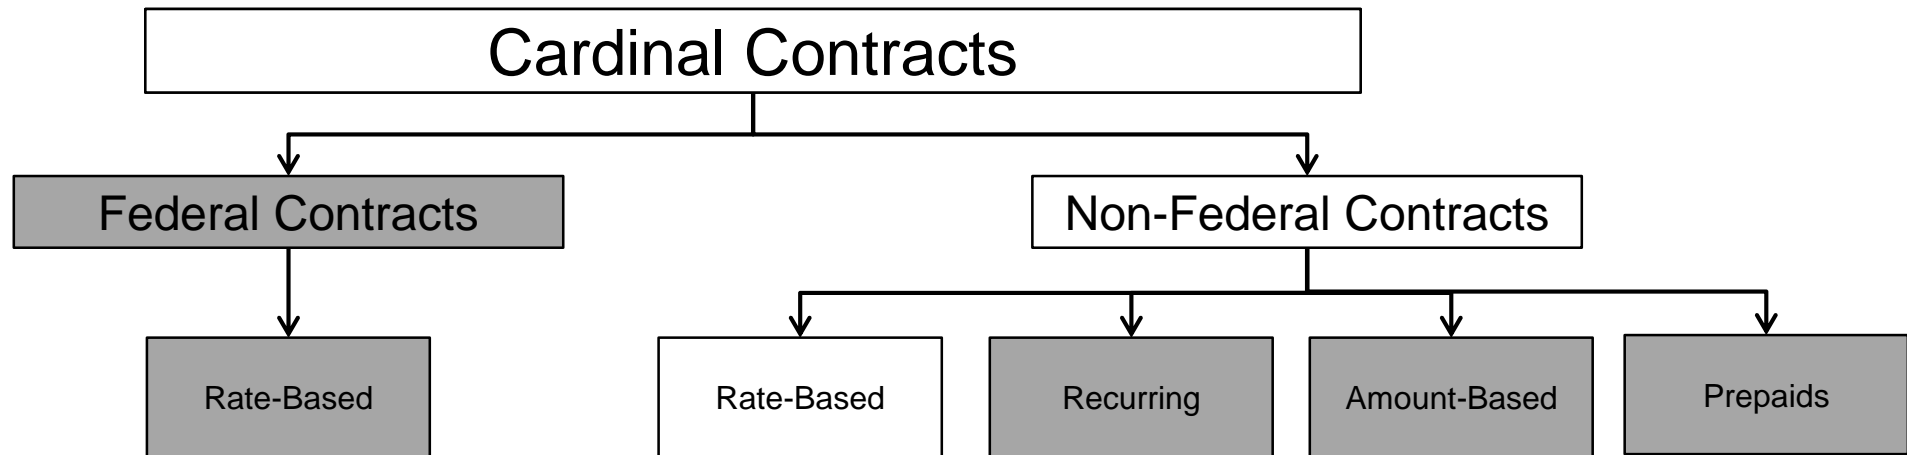 Cardinal Contracts
Federal Contracts
Non-Federal Contracts
Rate-Based
Rate-Based
Recurring
Amount-Based
Prepaids